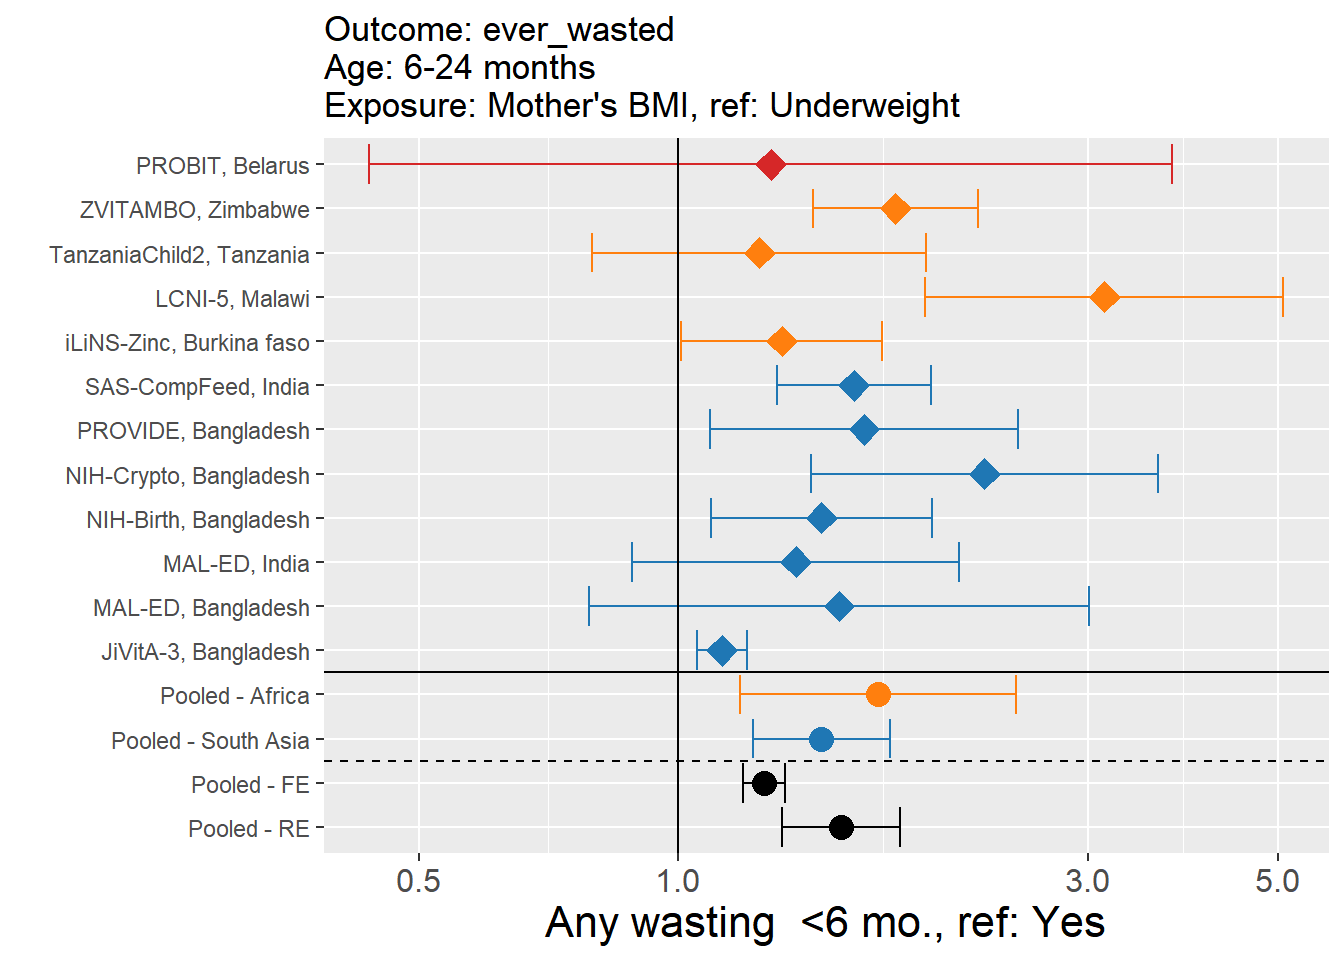 Outcome: ever_wasted
Age: 6-24 months
Exposure: Mother's BMI, ref: Underweight
PROBIT, Belarus
ZVITAMBO, Zimbabwe
TanzaniaChild2, Tanzania
LCNI-5, Malawi
iLiNS-Zinc, Burkina faso
SAS-CompFeed, India
PROVIDE, Bangladesh
NIH-Crypto, Bangladesh
NIH-Birth, Bangladesh
MAL-ED, India
MAL-ED, Bangladesh
JiVitA-3, Bangladesh
Pooled - Africa
Pooled - South Asia
Pooled - FE
Pooled - RE
0.5 1.0 3.0 5.0
Any wasting  <6 mo., ref: Yes